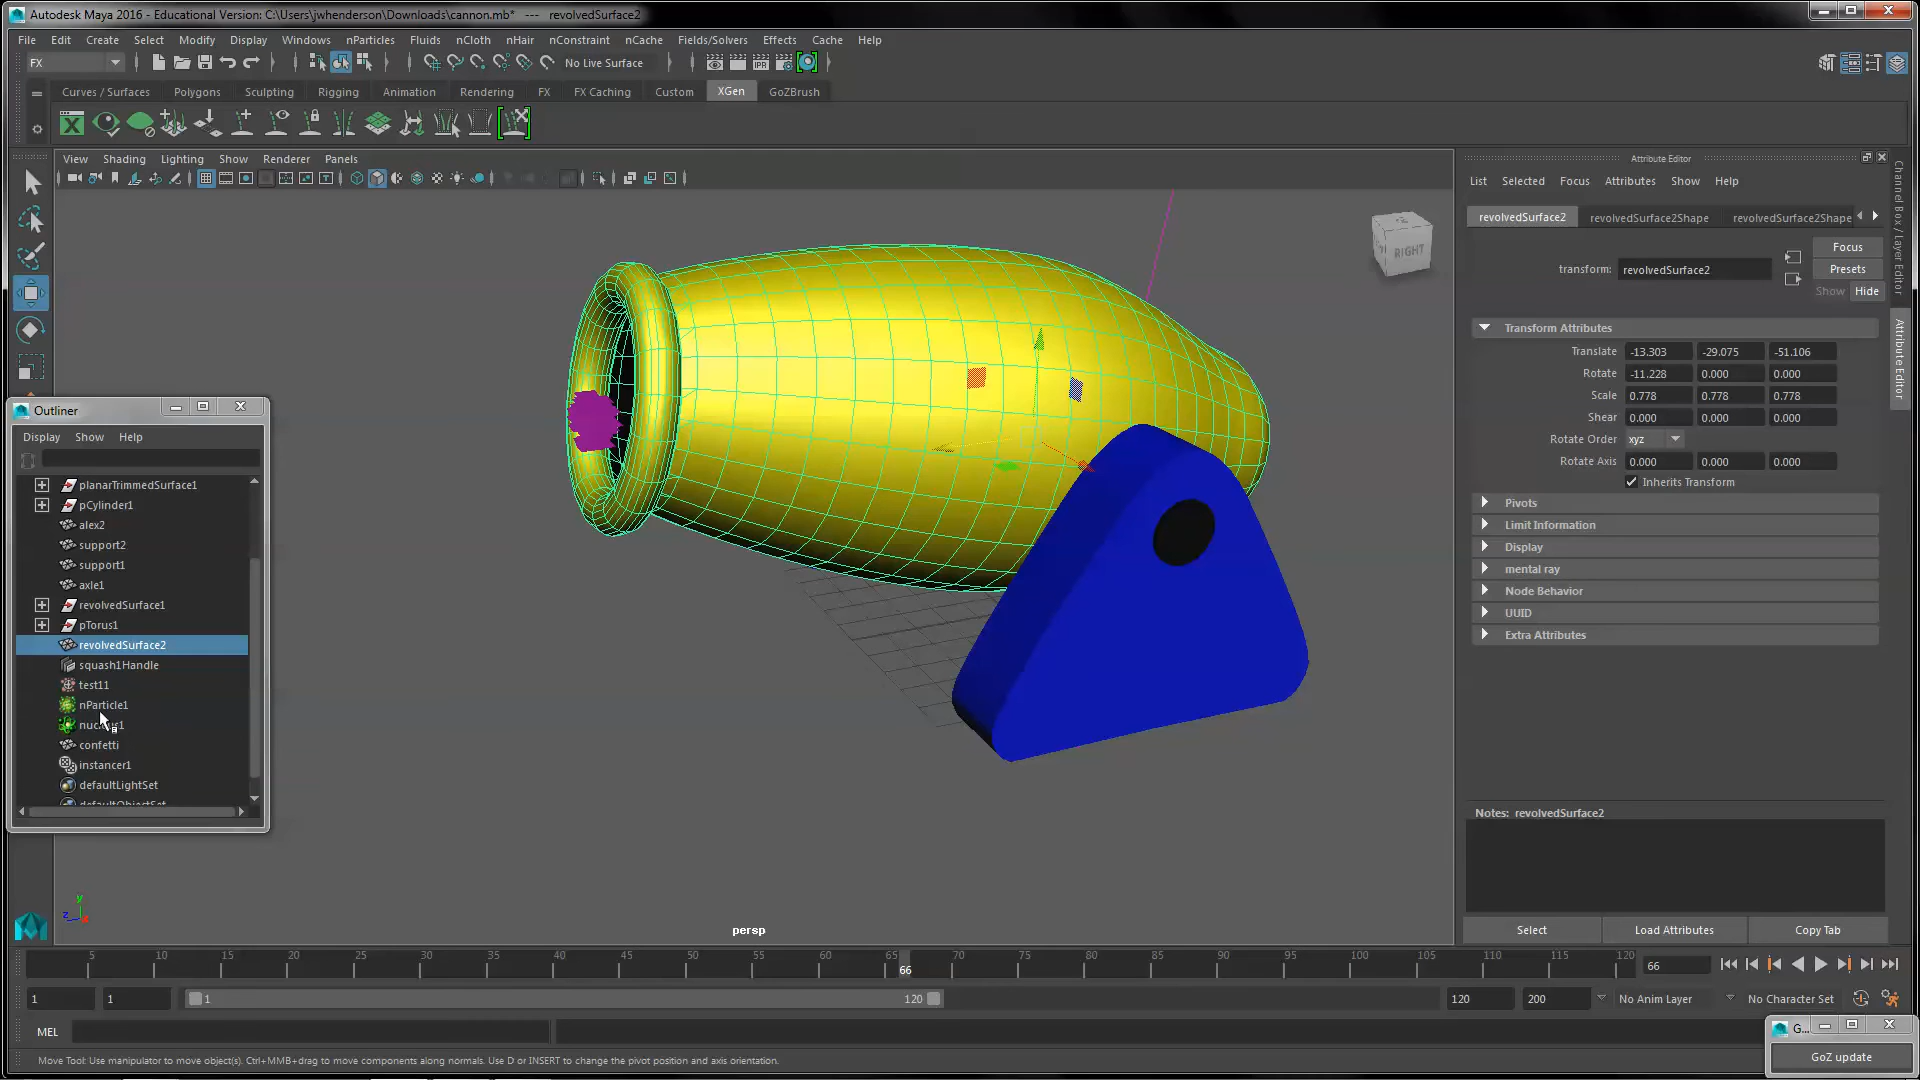 Autodesk Maya 2016 - Educational Version: C:\Users\jwhenderson\Downloads\cannon.mb* --- revolvedSurface2
File Edit Create Select Modify Display Windows nParticles Fluids nCloth nHair nConstraint nCache Fields/Solvers Effects Cache Help
FX No Live Surface
Curves / Surfaces Polygons Sculpting Rigging Animation Rendering FX FX Caching Custom XGen GoZBrush
View Shading Lighting Show Renderer Panels
RIGHT
persp
Outliner
Display Show Help
planarTrimmedSurface1
pCylinder1
alex2
support2
support1
axle1
revolvedSurface1
pTorus1
revolvedSurface2
squash1Handle
test11
nParticle1
confetti
instancer1
defaultLightSet
defaultObjectSet
Attribute Editor
List Selected Focus Attributes Show Help
revolvedSurface2 revolvedSurface2Shape revolvedSurface2Shape
Focus
transform: revolvedSurface2 Presets
Show Hide
Transform Attributes
Translate -13.303 -29.075 -51.106
Rotate -11.228 0.000 0.000
Scale 0.778 0.778 0.778
Shear 0.000 0.000 0.000
Rotate Order xyz
Rotate Axis 0.000 0.000 0.000
Inherits Transform
Pivots
Limit Information
Display
mental ray
Node Behavior
UUID
Extra Attributes
Notes: revolvedSurface2
Select Load Attributes Copy Tab
Channel Box / Layer Editor
Attribute Editor
5 10 15 20 25 30 35 40 45 50 55 60 65 70 75 80 85 90 95 100 105 110 115 120
66 66
1 1 1 120 120 200 No Anim Layer No Character Set
MEL
G...
GoZ update
Move Tool: Use manipulator to move object(s). Ctrl+MMB+drag to move components along normals. Use D or INSERT to change the pivot position and axis orientation.